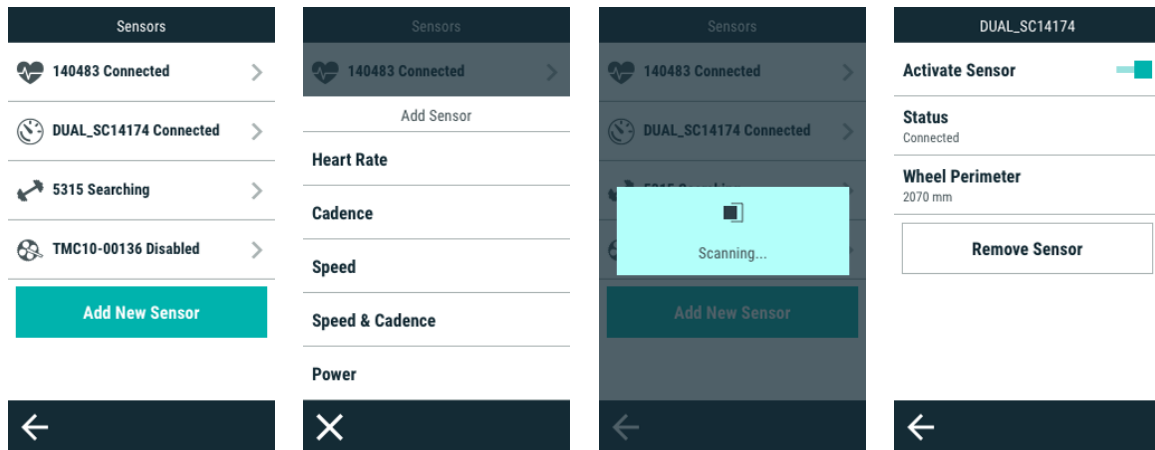 Sensors
140483 Connected
DUAL_SC14174 Connected
5315 Searching
TMC10-00136 Disabled
Add New Sensor
Sensors
140483 Connected
Add Sensor
Heart Rate
Cadence
Speed
Speed & Cadence
Power
Sensors
140483 Connected
DUAL_SC14174 Connected
Scanning...
Add New Sensor
DUAL_SC14174
Activate Sensor
Status
Connected
Wheel Perimeter
2070 mm
Remove Sensor